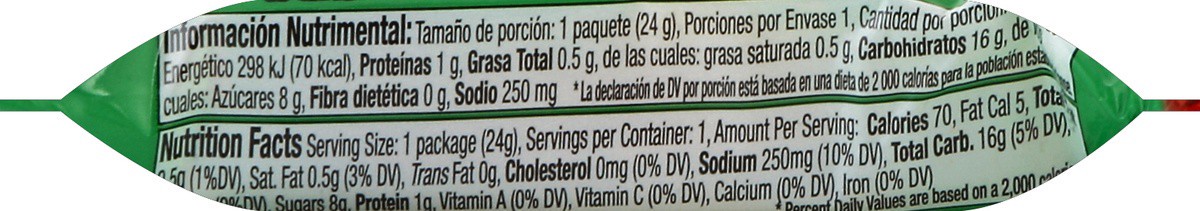 Información Nutrimental: Tamaño de porción: 1 paquete (24 g), Porciones por Envase 1, Cantidad por porción
Energético 298 kJ (70 kcal), Proteínas 1 g, Grasa Total 0.5 g, de las cuales: grasa saturada 0.5 g, Carbohidratos 16 g, de
cuales: Azúcares 8 g, Fibra dietética 0 g, Sodio 250 mg *La declaración de DV por porción está basada en una dieta de 2 000 calorías para la población
Nutrition Facts Serving Size: 1 package (24g), Servings per Container: 1, Amount Per Serving: Calories 70, Fat Cal 5, Total
0.5g (1%DV), Sat. Fat 0.5g (3% DV), Trans Fat 0g, Cholesterol 0mg (0% DV), Sodium 250mg (10% DV), Total Carb. 16g (5% DV),
(0% DV), Sugars 8g, Protein 1g, Vitamin A (0% DV), Vitamin C (0% DV), Calcium (0% DV), Iron (0% DV)
*Percent Daily Values are based on a 2,000